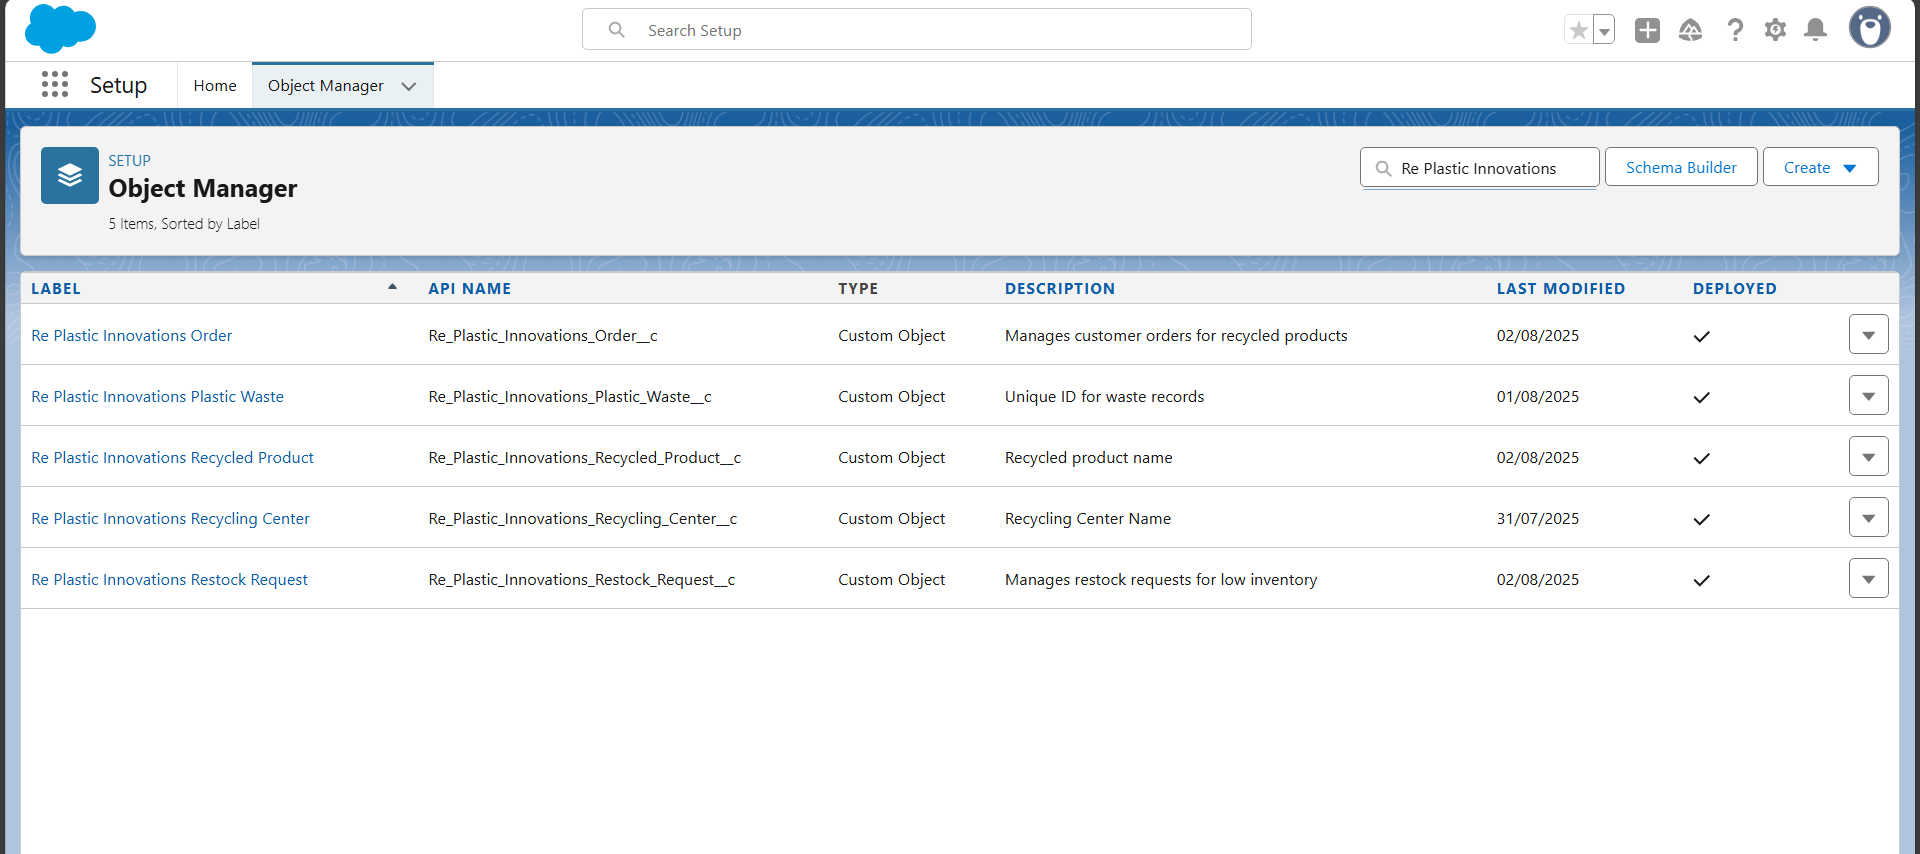 Search Setup
Setup Home Object Manager
SETUP
Object Manager
5 Items, Sorted by Label
Re Plastic Innovations Schema Builder Create
LABEL API NAME TYPE DESCRIPTION LAST MODIFIED DEPLOYED
Re Plastic Innovations Order Re_Plastic_Innovations_Order__c Custom Object Manages customer orders for recycled products 02/08/2025
Re Plastic Innovations Plastic Waste Re_Plastic_Innovations_Plastic_Waste__c Custom Object Unique ID for waste records 01/08/2025
Re Plastic Innovations Recycled Product Re_Plastic_Innovations_Recycled_Product__c Custom Object Recycled product name 02/08/2025
Re Plastic Innovations Recycling Center Re_Plastic_Innovations_Recycling_Center__c Custom Object Recycling Center Name 31/07/2025
Re Plastic Innovations Restock Request Re_Plastic_Innovations_Restock_Request__c Custom Object Manages restock requests for low inventory 02/08/2025